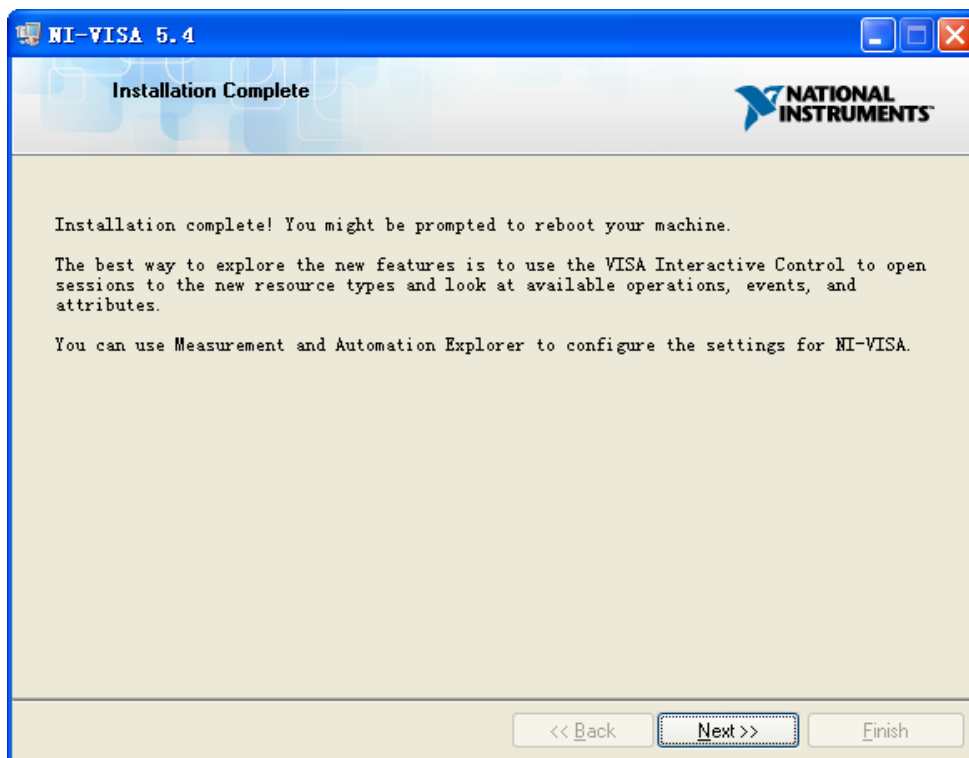 NI-VISA 5.4
Installation Complete
NATIONAL
INSTRUMENTS™
Installation complete! You might be prompted to reboot your machine.
The best way to explore the new features is to use the VISA Interactive Control to open
sessions to the new resource types and look at available operations, events, and
attributes.
You can use Measurement and Automation Explorer to configure the settings for NI-VISA.
<< Back
Next >>
Finish